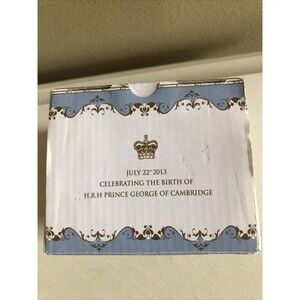 JULY 22ND 2013
CELEBRATING THE BIRTH OF
H.R.H PRINCE GEORGE OF CAMBRIDGE